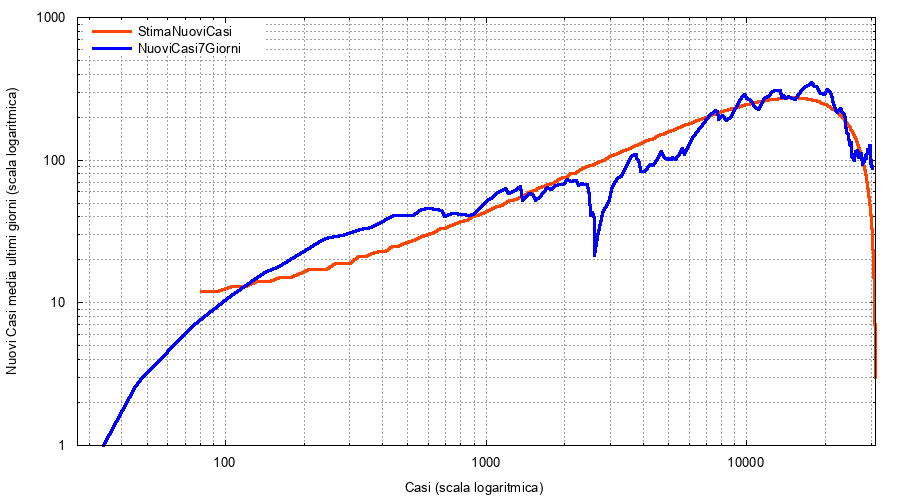 1000
StimaNuoviCasi
NuoviCasi7Giorni
100
10
1
Nuovi Casi media ultimi giorni (scala logaritmica)
100
1000
10000
Casi (scala logaritmica)